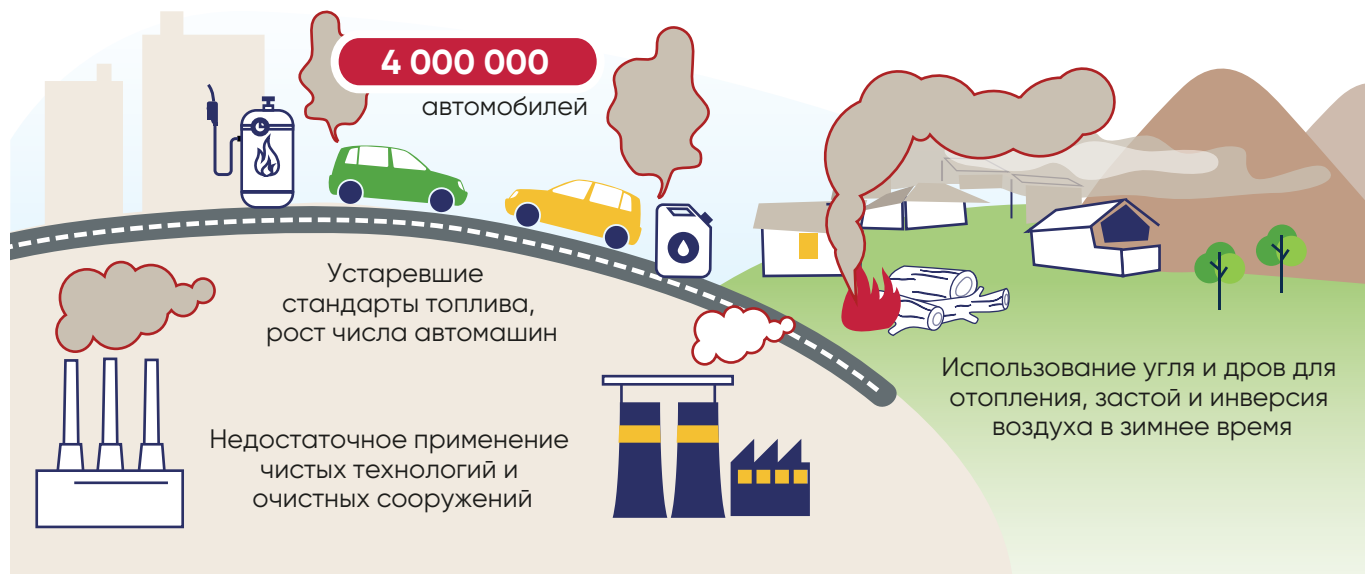 4 000 000
автомобилей
Устаревшие
стандарты топлива,
рост числа автомашин
Недостаточное применение
чистых технологий и
очистных сооружений
Использование угля и дров для
отопления, застой и инверсия
воздуха в зимнее время